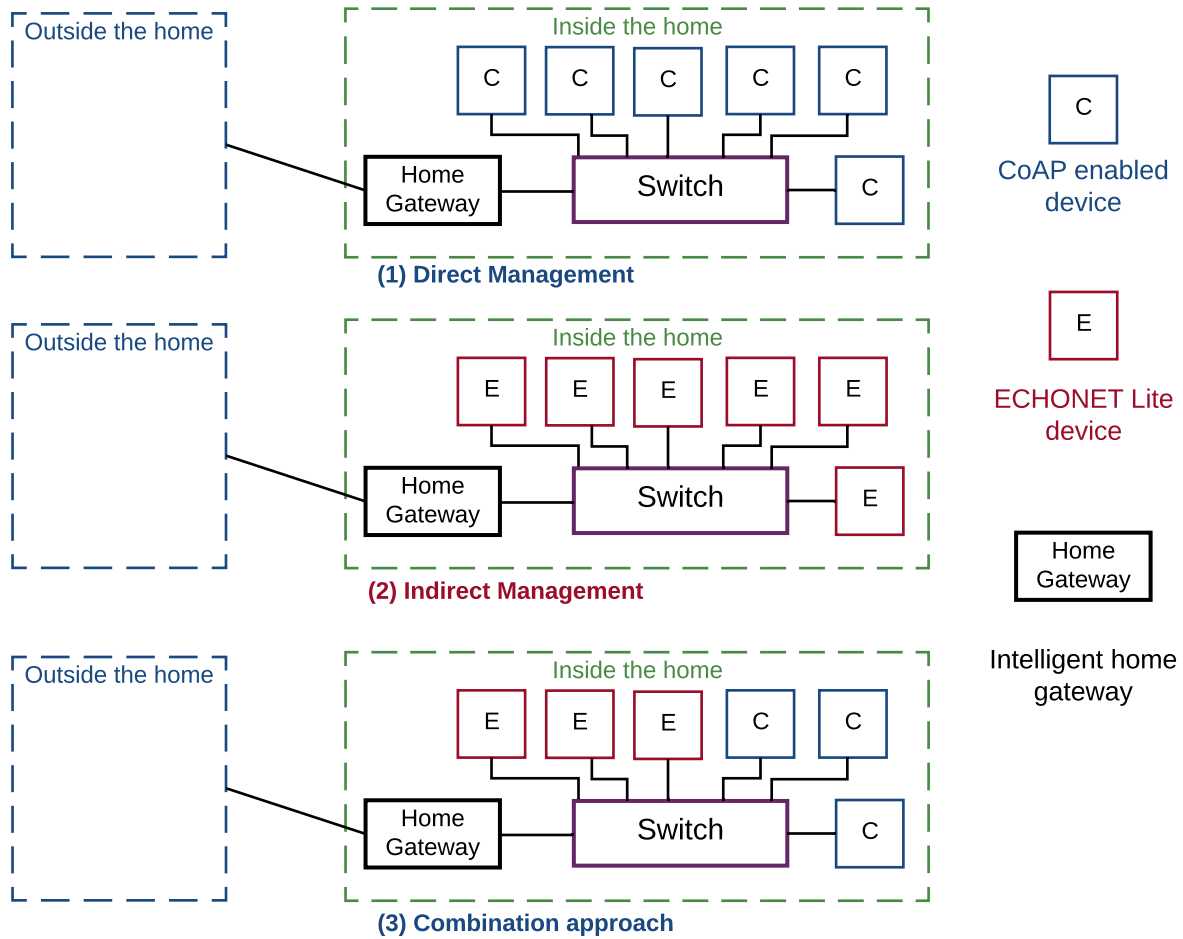 Outside the home
Inside the home
C
C
C
C
C
Home
Gateway
Switch
C
(1) Direct Management
Outside the home
Inside the home
E
E
E
E
E
Home
Gateway
Switch
E
(2) Indirect Management
Outside the home
Inside the home
E
E
E
C
C
Home
Gateway
Switch
C
(3) Combination approach
C
CoAP enabled
device
E
ECHONET Lite
device
Home
Gateway
Intelligent home
gateway